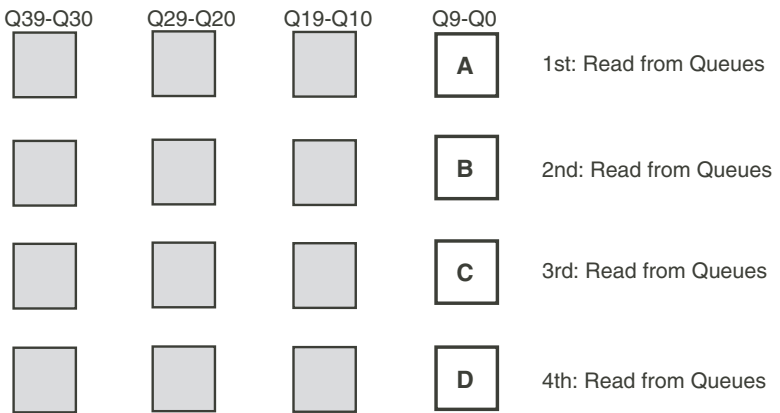 Q39-Q30 Q29-Q20 Q19-Q10 Q9-Q0
A 1st: Read from Queues
B 2nd: Read from Queues
C 3rd: Read from Queues
D 4th: Read from Queues